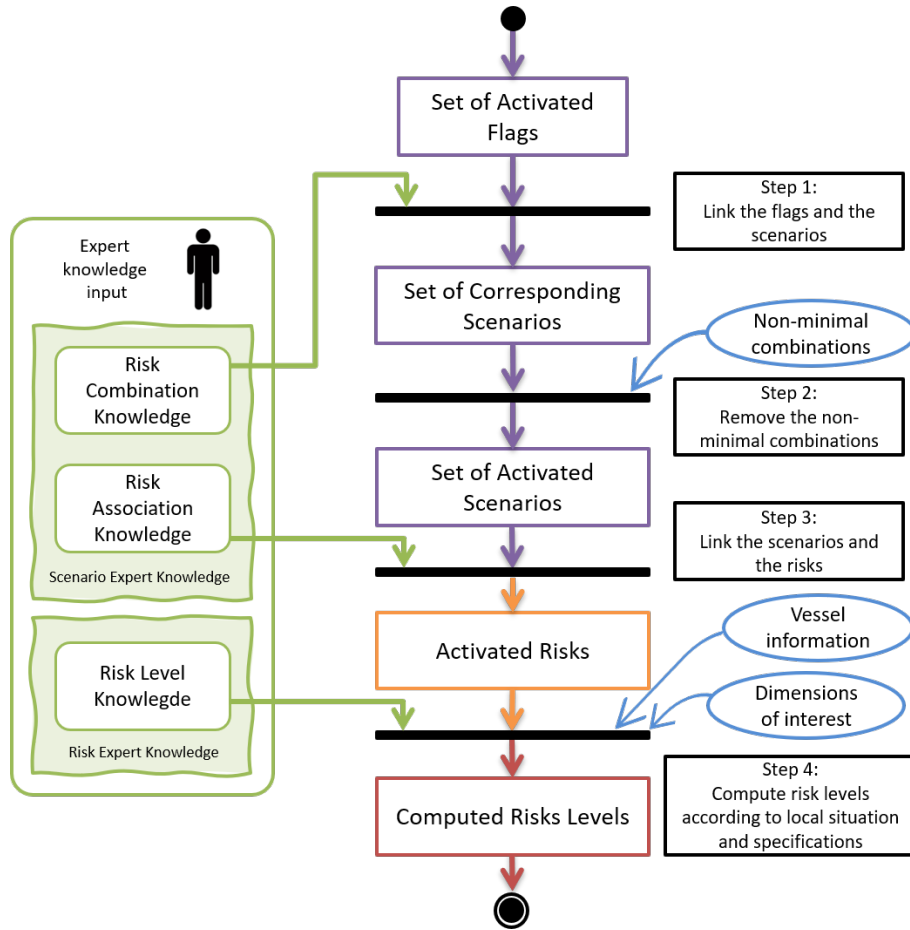 Set of Activated
Flags
Step 1:
Link the flags and the
scenarios
Expert
knowledge
input
Set of Corresponding
Scenarios
Non-minimal
combinations
Risk
Combination
Knowledge
Step 2:
Remove the non-
minimal combinations
Set of Activated
Scenarios
Risk
Association
Knowledge
Step 3:
Link the scenarios and
the risks
Scenario Expert Knowledge
Vessel
information
Activated Risks
Risk Level
Knowlegde
Dimensions
of interest
Risk Expert Knowledge
Step 4:
Compute risk levels
according to local situation
and specifications
Computed Risks Levels